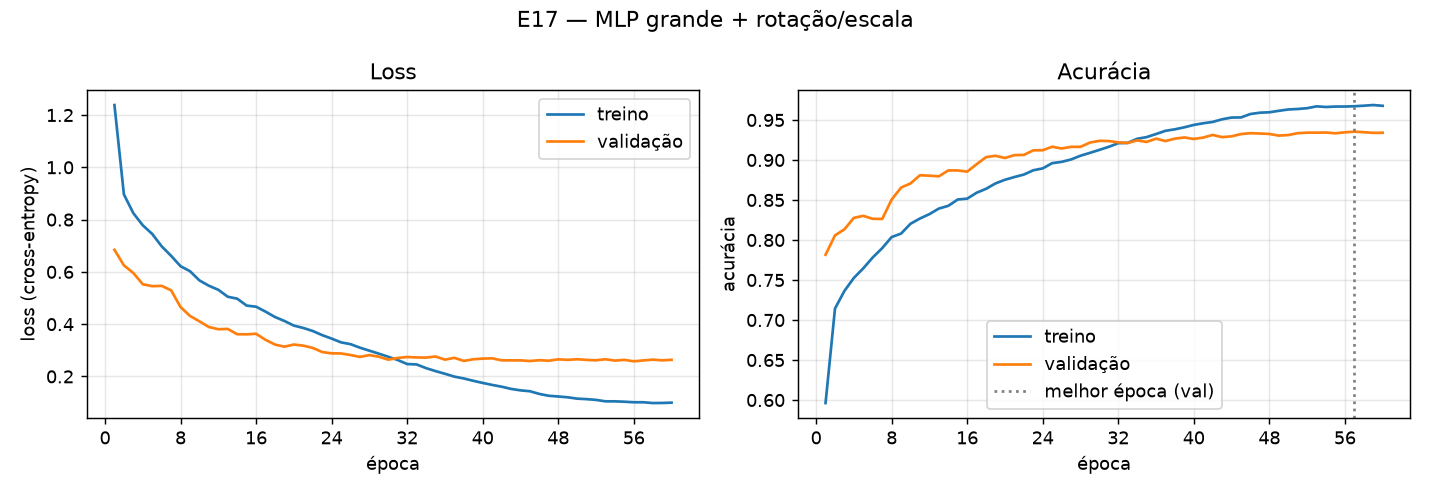 E17 — MLP grande + rotação/escala
Loss
loss (cross-entropy)
1.2
1.0
0.8
0.6
0.4
0.2
treino
validação
0 8 16 24 32 40 48 56
época
Acurácia
acurácia
0.95
0.90
0.85
0.80
0.75
0.70
0.65
0.60
treino
validação
melhor época (val)
0 8 16 24 32 40 48 56
época